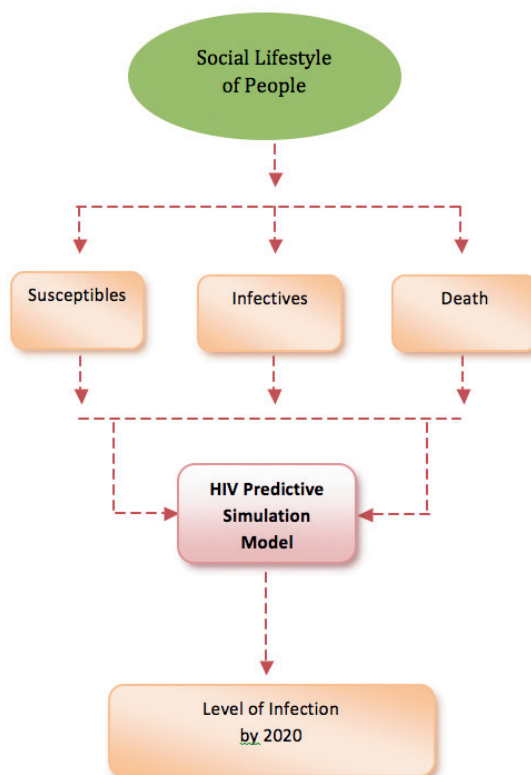 Social Lifestyle
of People
Susceptibles
Infectives
Death
HIV Predictive
Simulation
Model
Level of Infection
by 2020